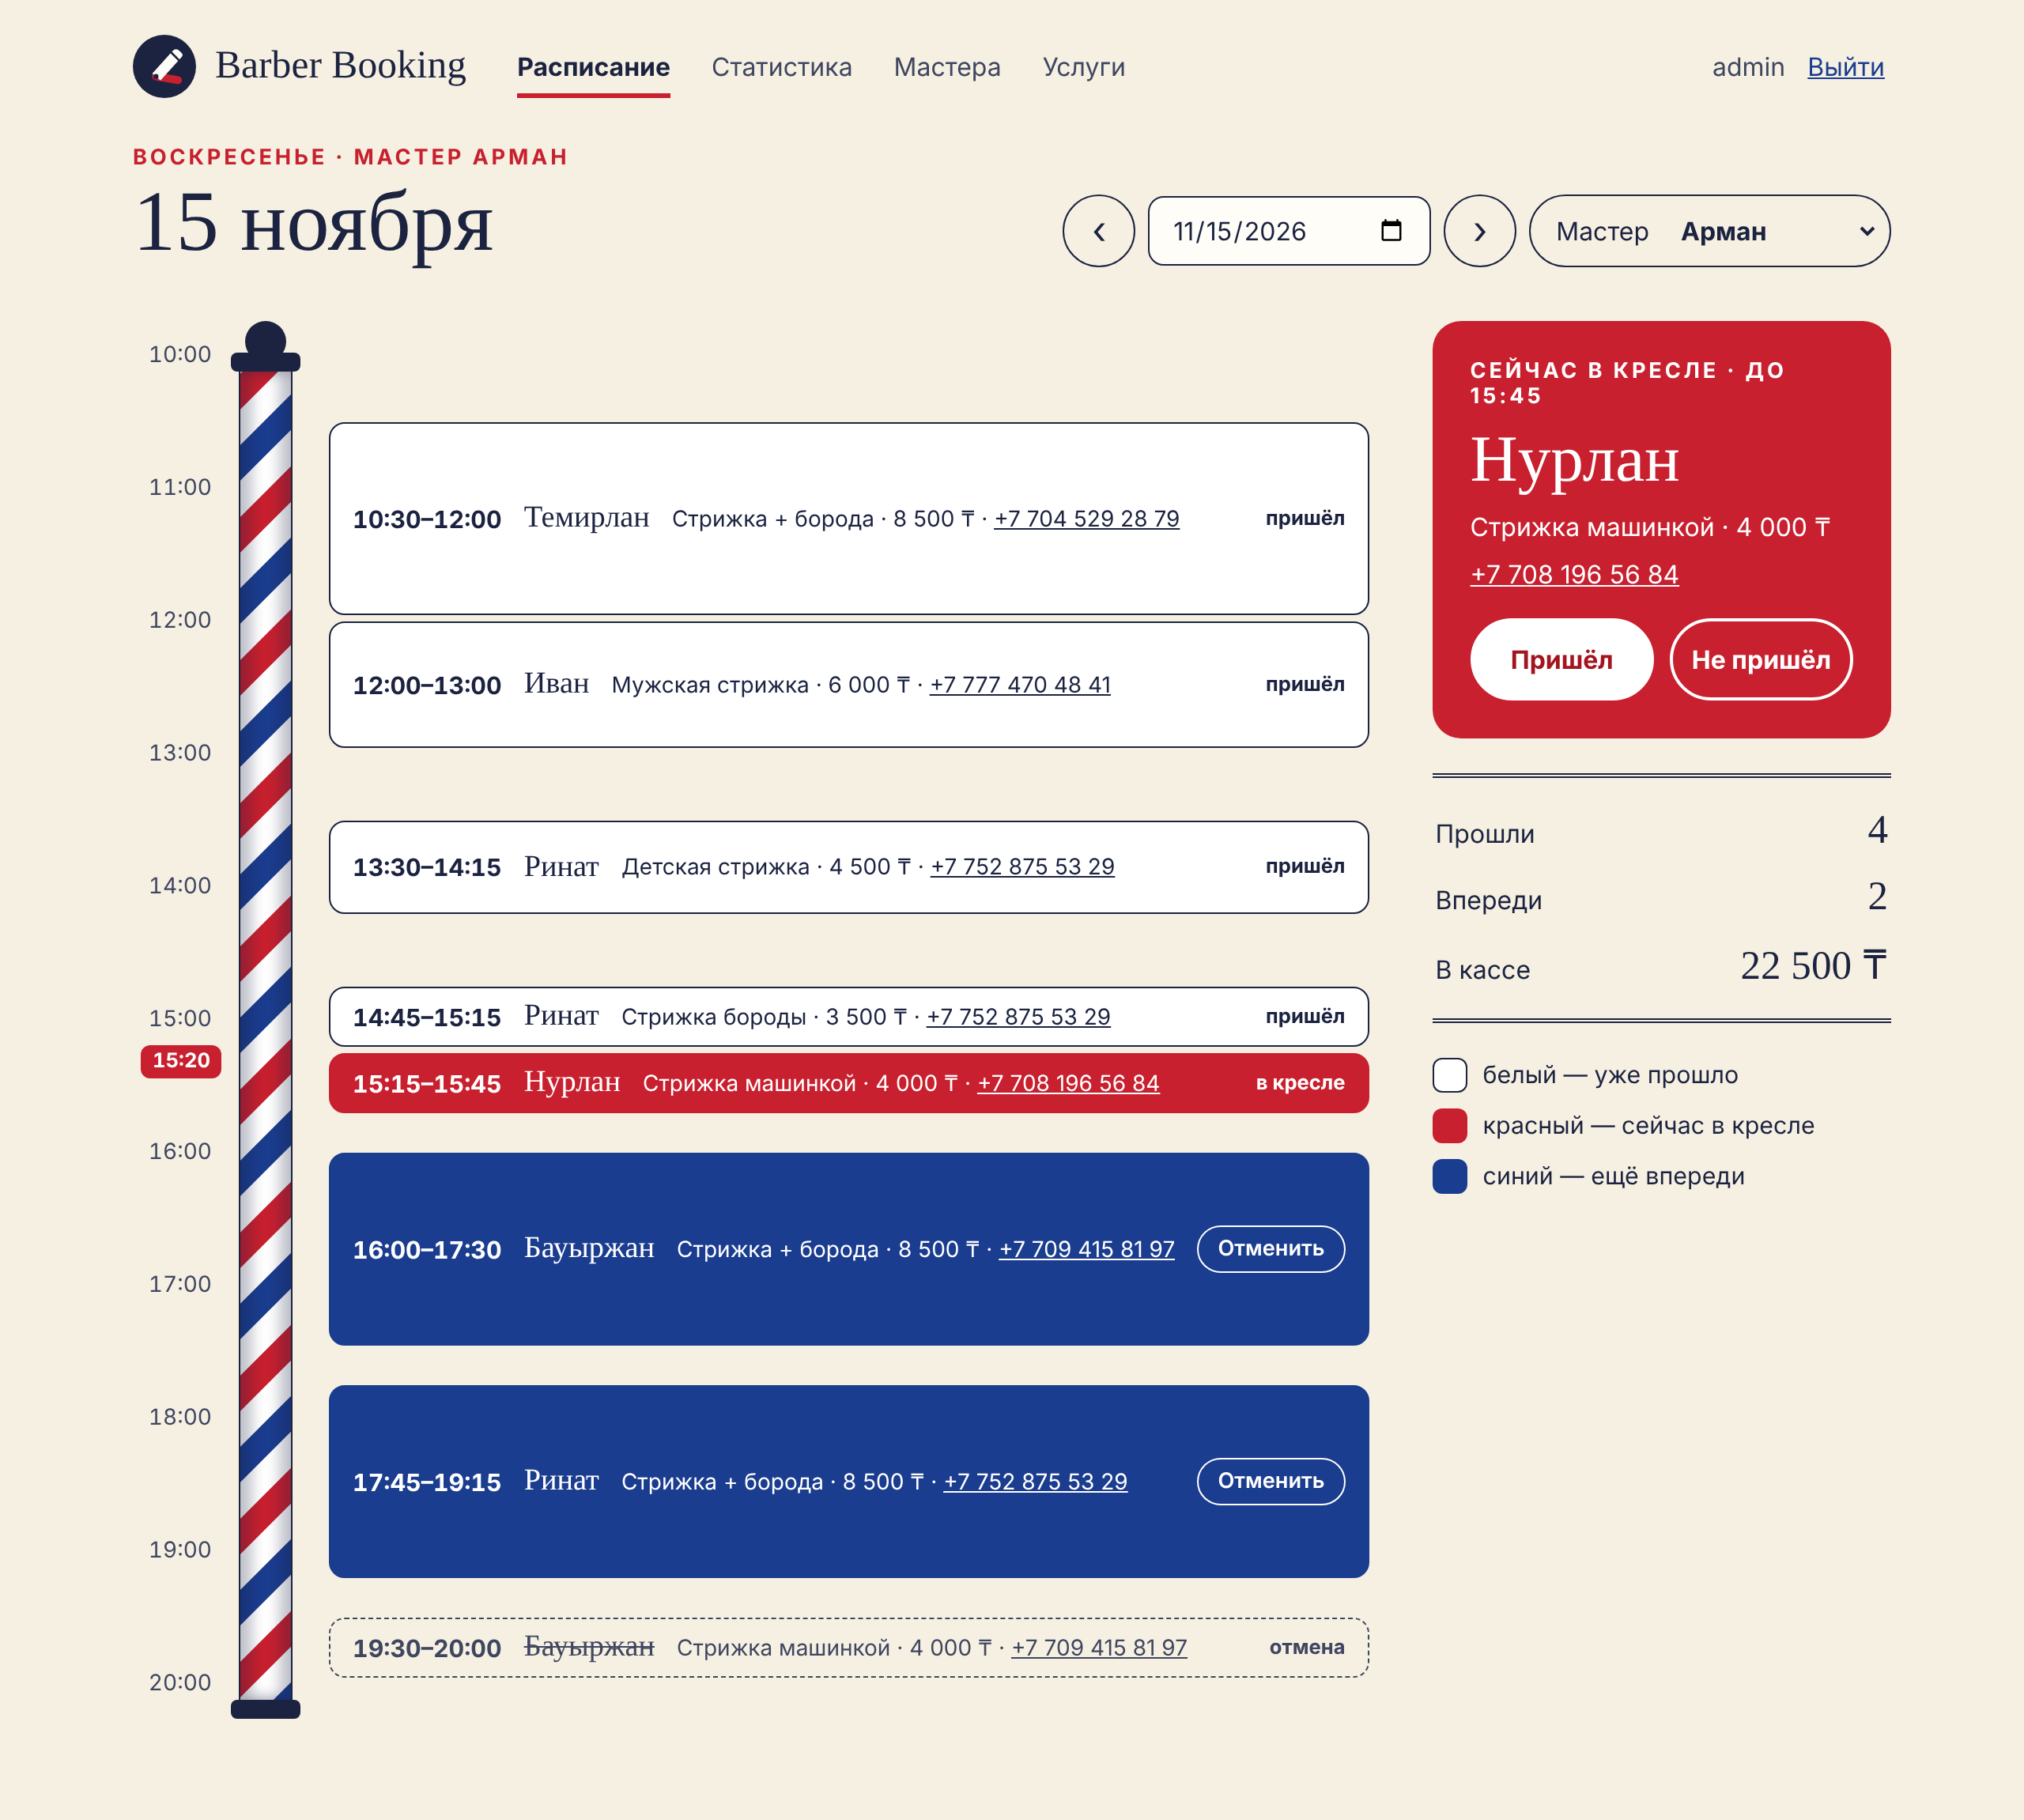 Barber Booking
Расписание
Статистика
Мастера
Услуги
admin
Выйти
ВОСКРЕСЕНЬЕ · МАСТЕР АРМАН
15 ноября
‹
11/15/2026
›
Мастер Арман
10:00
11:00
12:00
13:00
14:00
15:00
15:20
16:00
17:00
18:00
19:00
20:00
10:30–12:00 Темирлан Стрижка + борода · 8 500 ₸ · +7 704 529 28 79 пришёл
12:00–13:00 Иван Мужская стрижка · 6 000 ₸ · +7 777 470 48 41 пришёл
13:30–14:15 Ринат Детская стрижка · 4 500 ₸ · +7 752 875 53 29 пришёл
14:45–15:15 Ринат Стрижка бороды · 3 500 ₸ · +7 752 875 53 29 пришёл
15:15–15:45 Нурлан Стрижка машинкой · 4 000 ₸ · +7 708 196 56 84 в кресле
16:00–17:30 Бауыржан Стрижка + борода · 8 500 ₸ · +7 709 415 81 97 Отменить
17:45–19:15 Ринат Стрижка + борода · 8 500 ₸ · +7 752 875 53 29 Отменить
19:30–20:00 Бауыржан Стрижка машинкой · 4 000 ₸ · +7 709 415 81 97 отмена
СЕЙЧАС В КРЕСЛЕ · ДО
15:45
Нурлан
Стрижка машинкой · 4 000 ₸
+7 708 196 56 84
Пришёл
Не пришёл
Прошли 4
Впереди 2
В кассе 22 500 ₸
белый — уже прошло
красный — сейчас в кресле
синий — ещё впереди